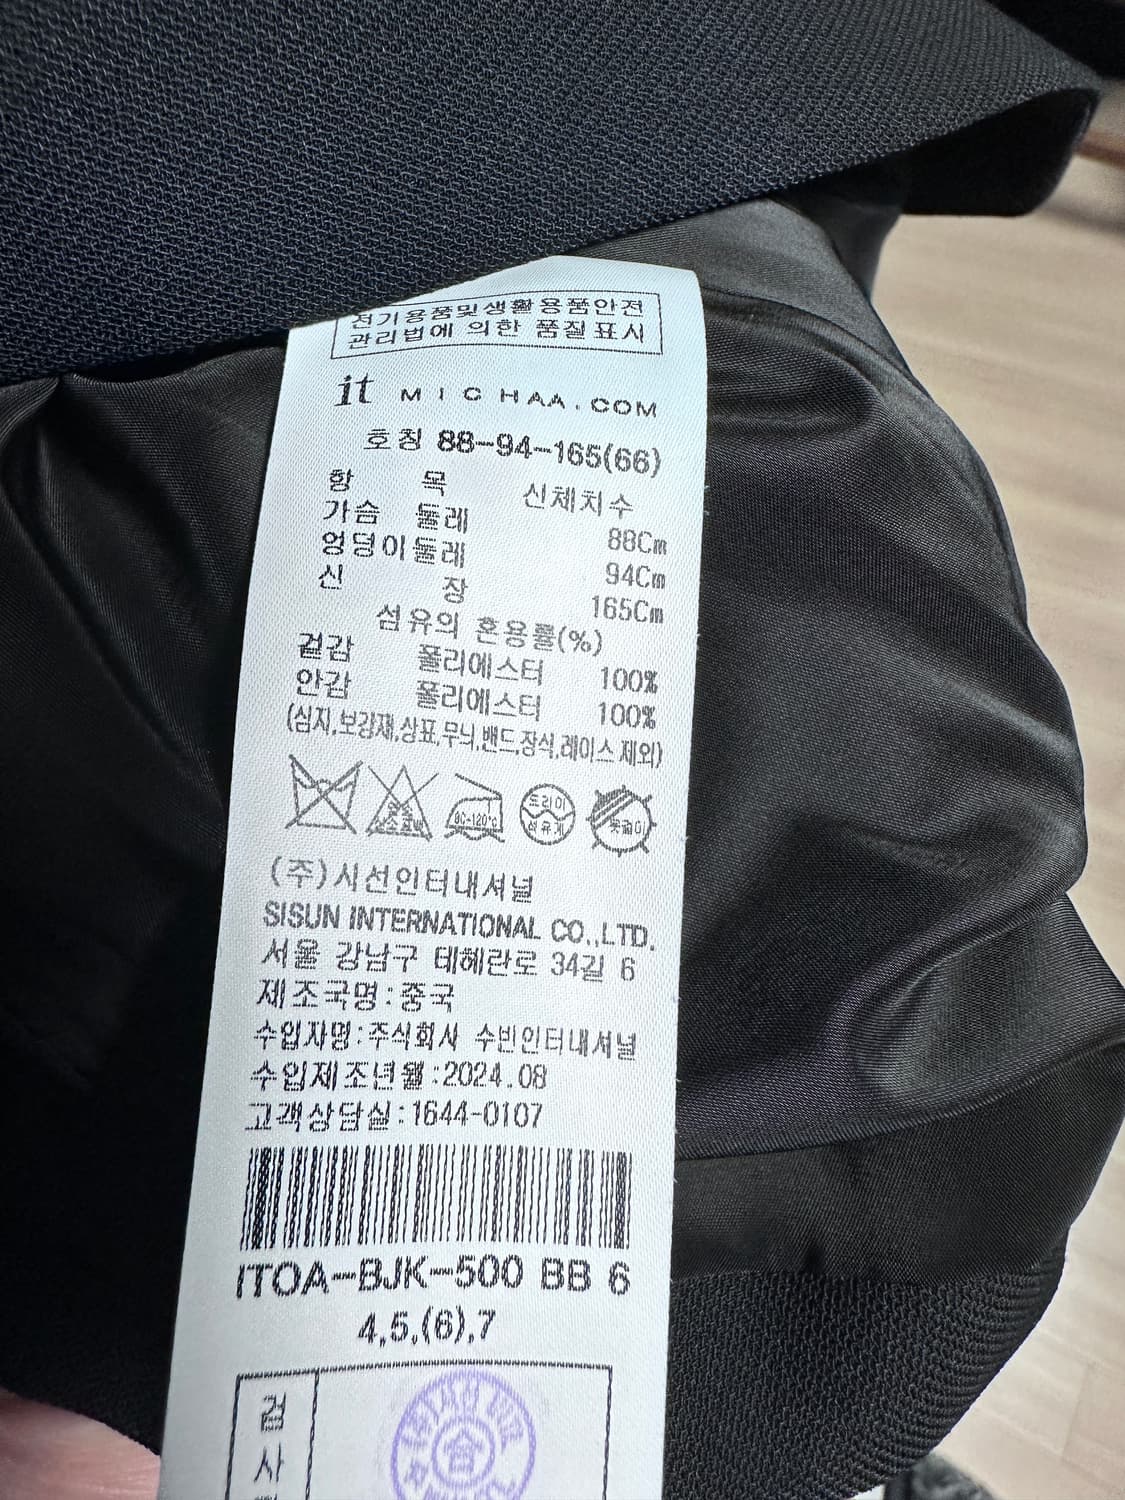 전기용품및생활용품안전
관리법에 의한 품질표시
it MICHAA.COM
호칭 88-94-165(66)
항 목 신체치수
가슴 둘레 88Cm
엉덩이둘레 94Cm
신 장 165Cm
섬유의 혼용률(%)
겉감 폴리에스터 100%
안감 폴리에스터 100%
(심지,보강재,상표,무늬,밴드,장식,레이스 제외)
80-120℃ 드라이
(주)시선인터내셔널
SISUN INTERNATIONAL CO.,LTD.
서울 강남구 테헤란로 34길 6
제조국명:중국
수입자명:주식회사 수빈인터내셔널
수입제조년월:2024.08
고객상담실:1644-0107
ITOA-BJK-500 BB 6
4,5,(6),7
검
사
合